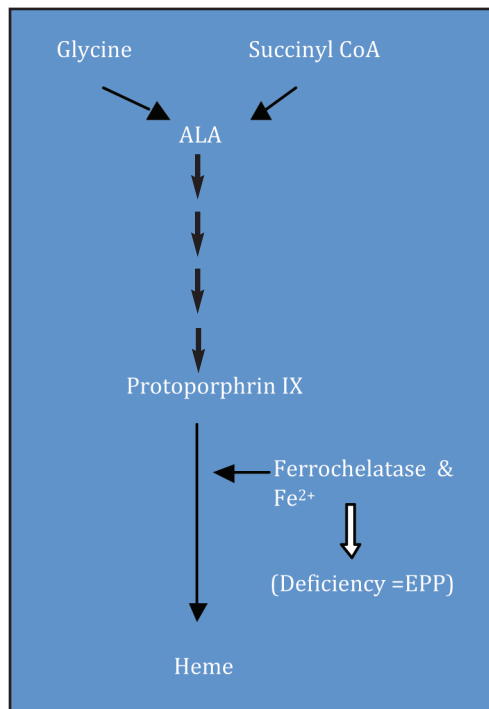 Glycine
Succinyl CoA
ALA
Protoporphrin IX
Ferrochelatase &
Fe²⁺
(Deficiency =EPP)
Heme